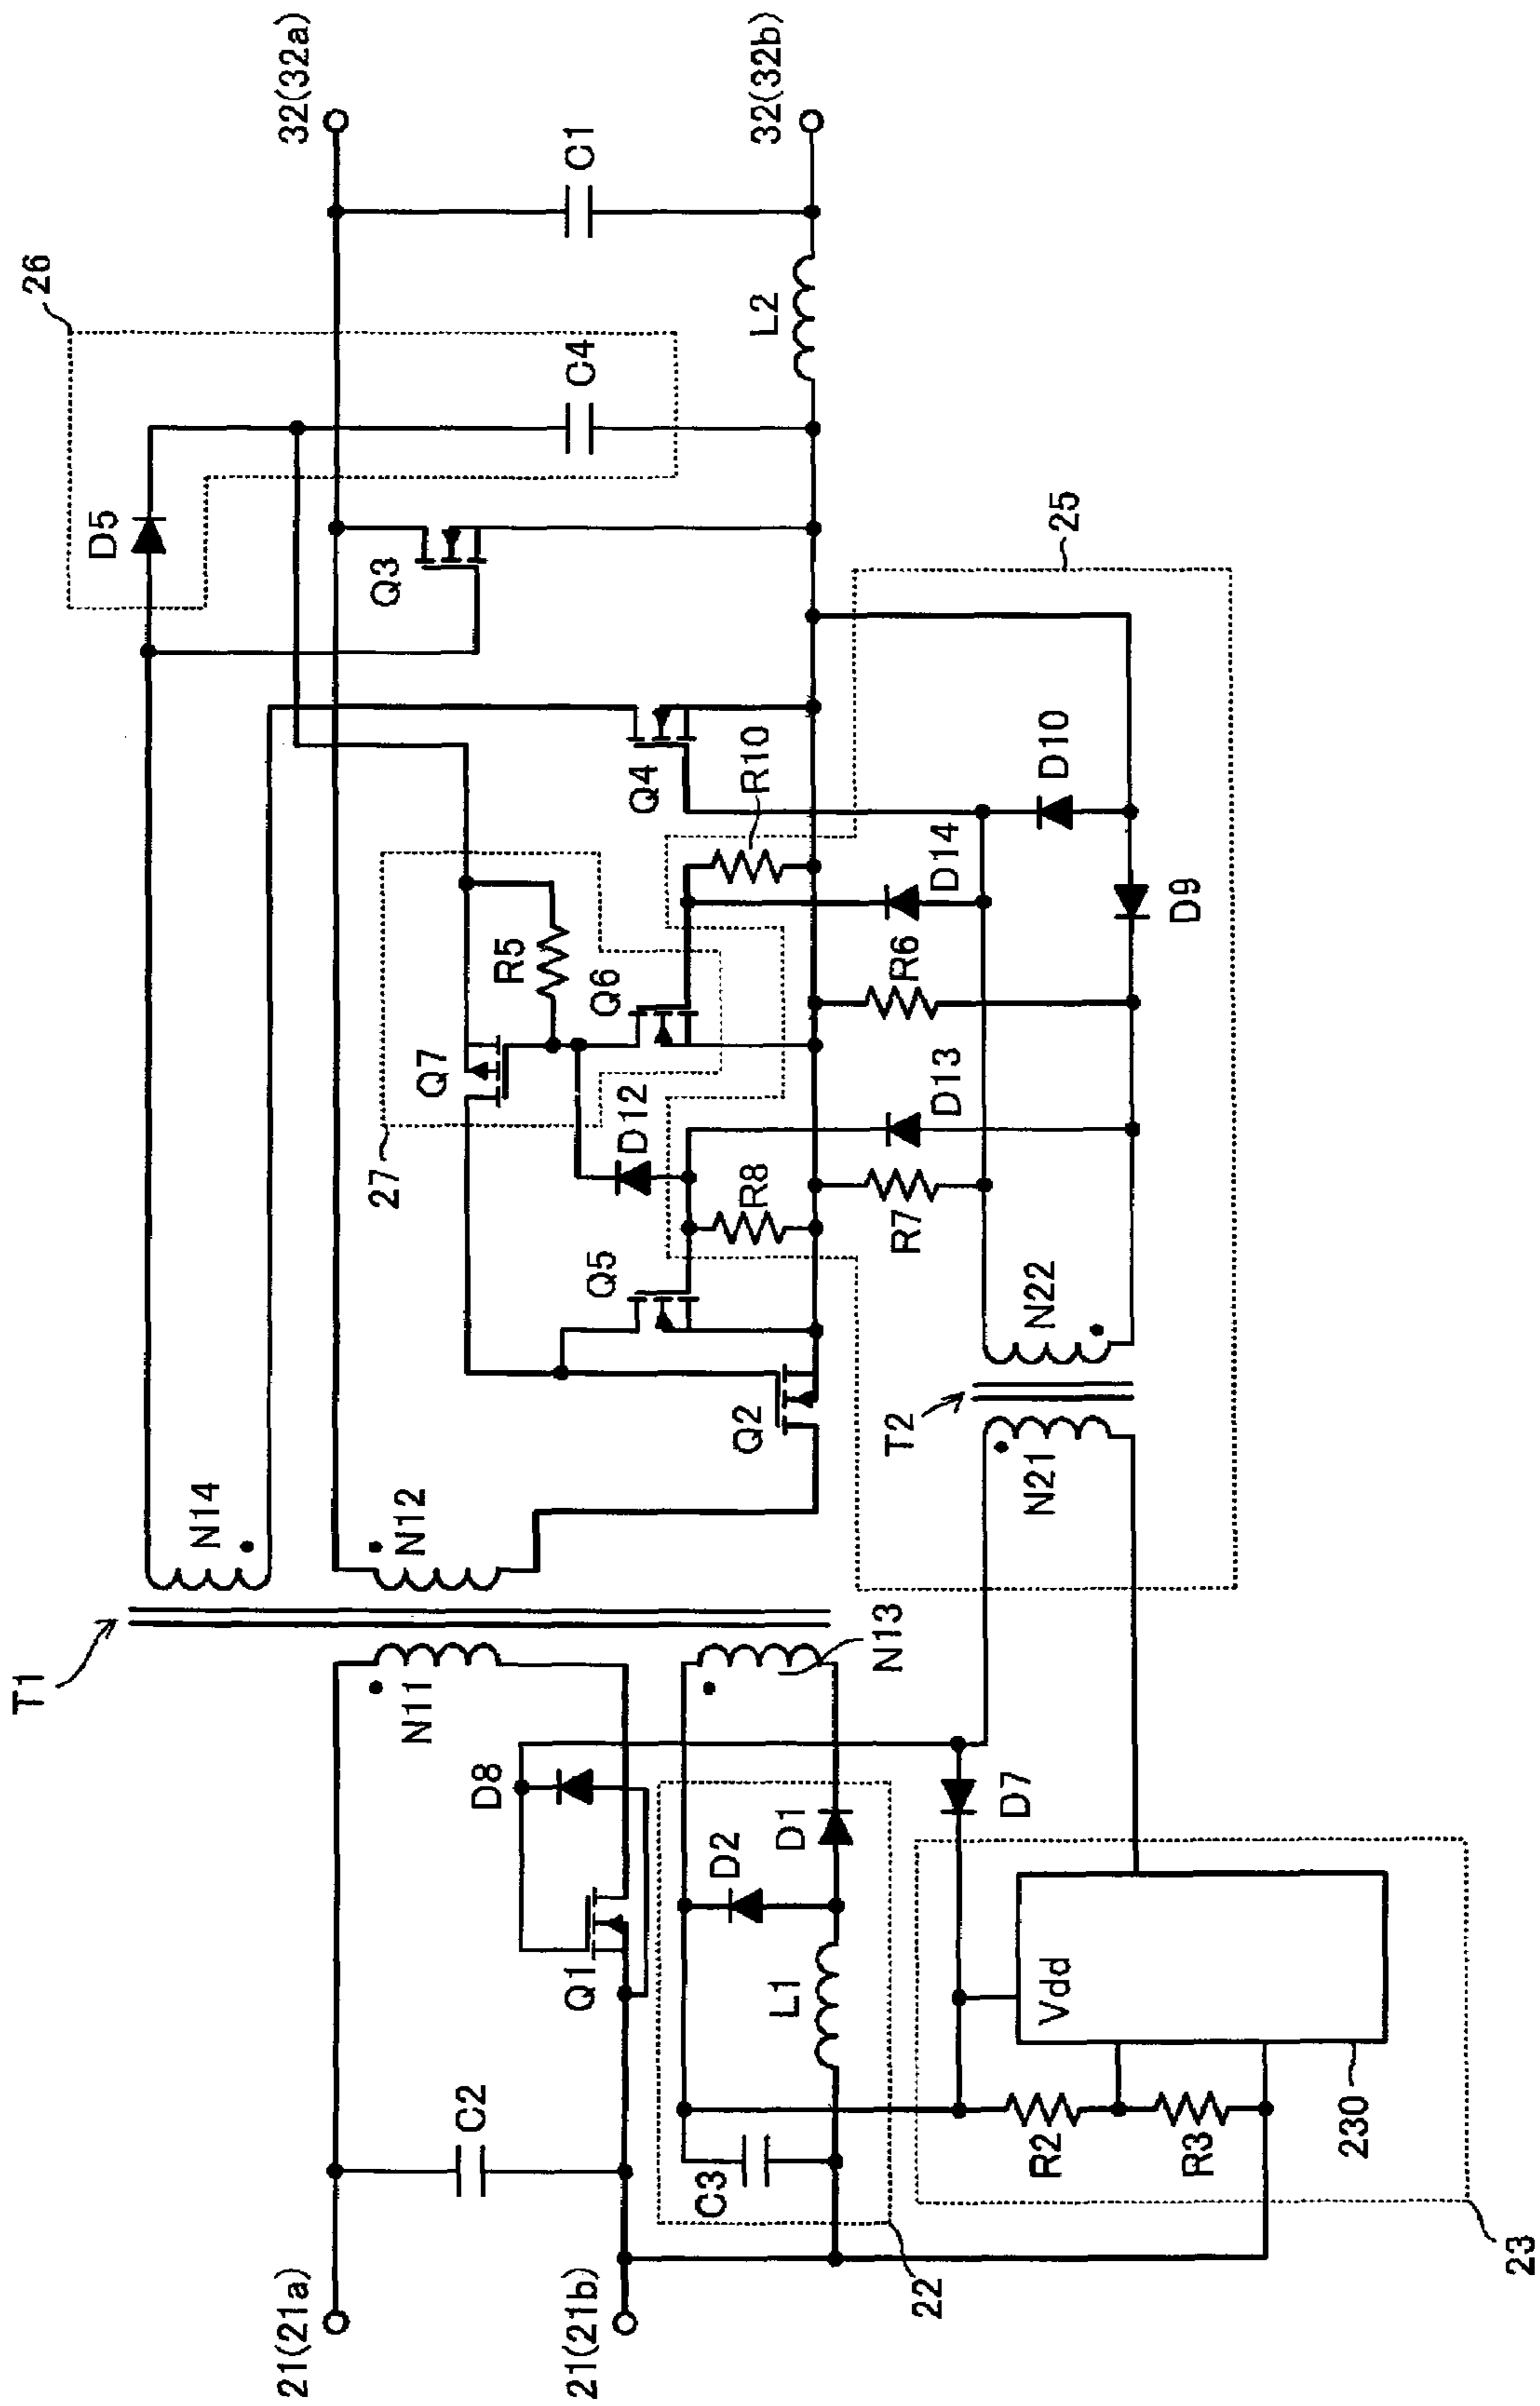 T1
N14
D5
26
21(21a)
N11
N12
32(32a)
C2
D8
Q1
Q7
27
R5
Q3
C4
C1
21(21b)
Q5
D12
Q6
Q4
N13
Q2
R8
R10
L2
32(32b)
C3
D2
D1
L1
22
T2
R7
D13
R6
D14
D10
25
D7
N21
N22
D9
R2
R3
Vdd
230
23